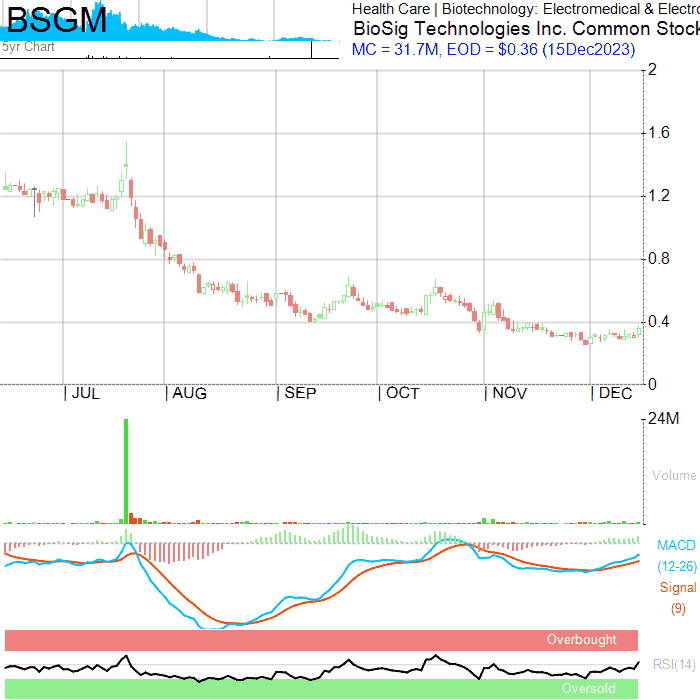 BSGM
5yr Chart
Health Care | Biotechnology: Electromedical & Electro
BioSig Technologies Inc. Common Stock
MC = 31.7M, EOD = $0.36 (15Dec2023)
2
1.6
1.2
0.8
0.4
0
| JUL | AUG | SEP | OCT | NOV | DEC
24M
Volume
MACD
(12-26)
Signal
(9)
Overbought
RSI(14)
Oversold